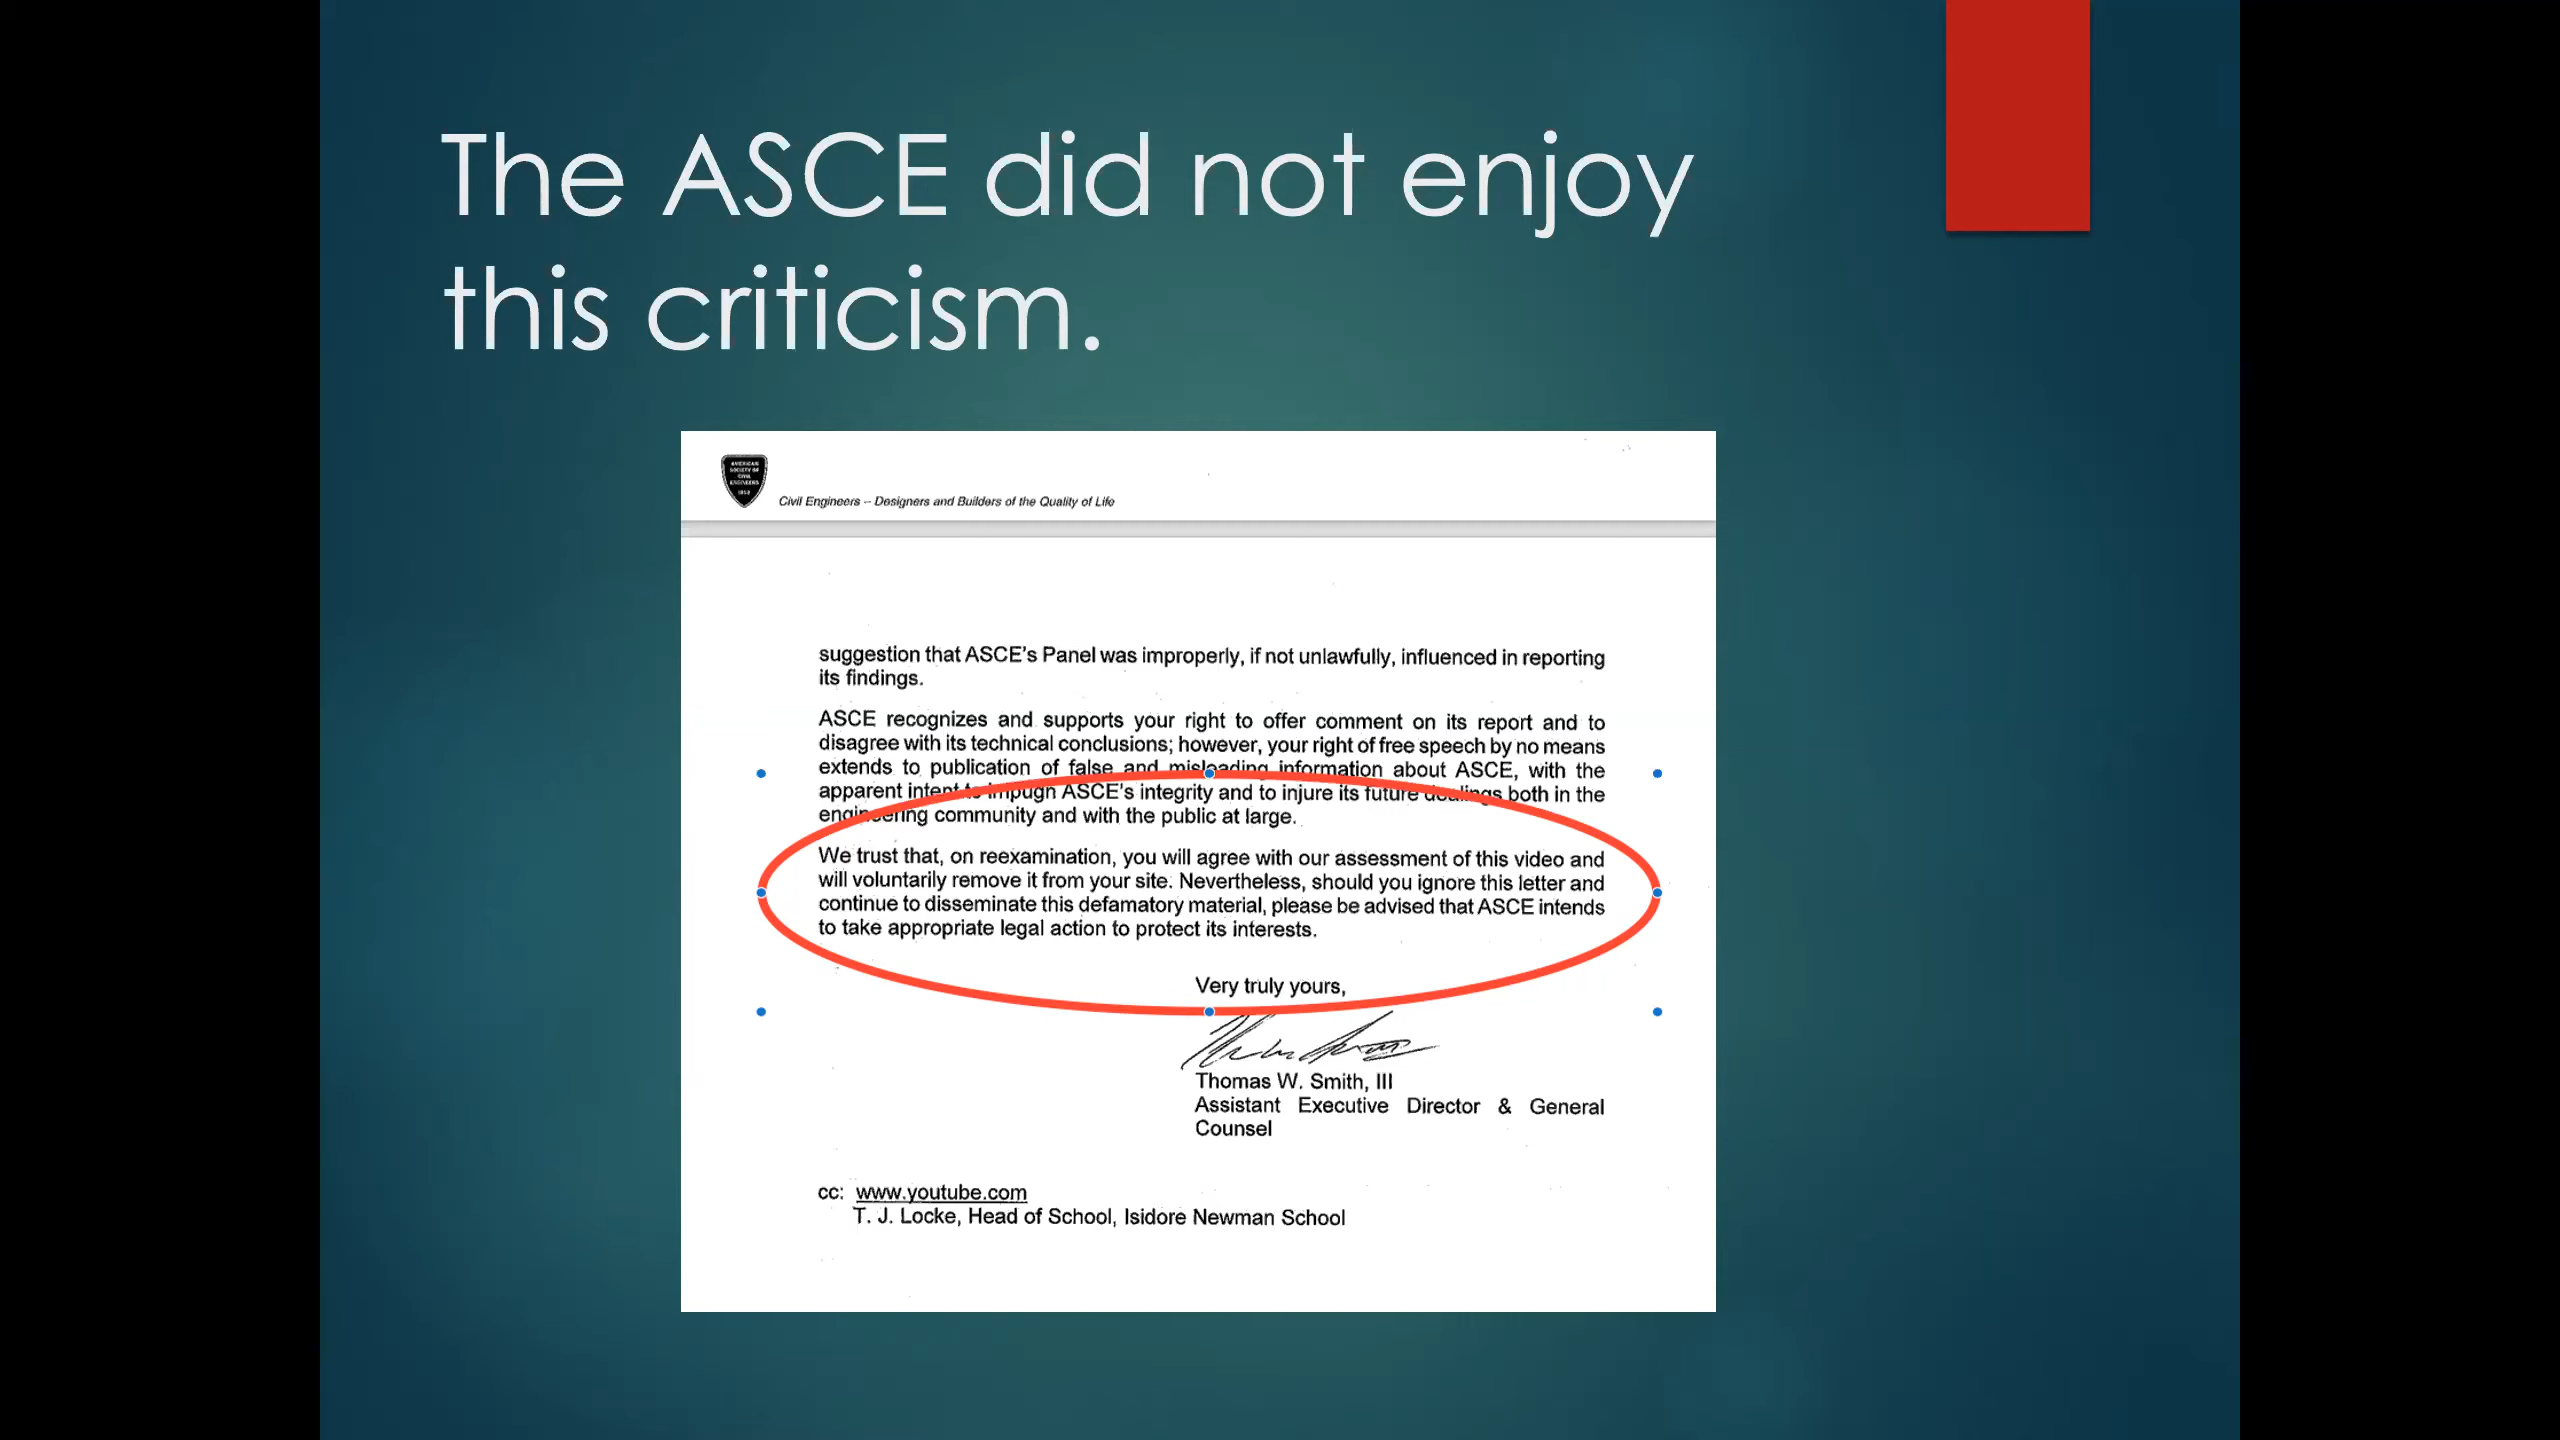 The ASCE did not enjoy
this criticism.
AMERICAN
SOCIETY OF
CIVIL
ENGINEERS
1852
Civil Engineers – Designers and Builders of the Quality of Life
suggestion that ASCE's Panel was improperly, if not unlawfully, influenced in reporting
its findings.
ASCE recognizes and supports your right to offer comment on its report and to
disagree with its technical conclusions; however, your right of free speech by no means
extends to publication of false and misleading information about ASCE, with the
apparent intent to impugn ASCE's integrity and to injure its future dealings both in the
engineering community and with the public at large.
We trust that, on reexamination, you will agree with our assessment of this video and
will voluntarily remove it from your site. Nevertheless, should you ignore this letter and
continue to disseminate this defamatory material, please be advised that ASCE intends
to take appropriate legal action to protect its interests.
Very truly yours,
Thomas W. Smith, III
Assistant Executive Director & General
Counsel
cc: www.youtube.com
T. J. Locke, Head of School, Isidore Newman School